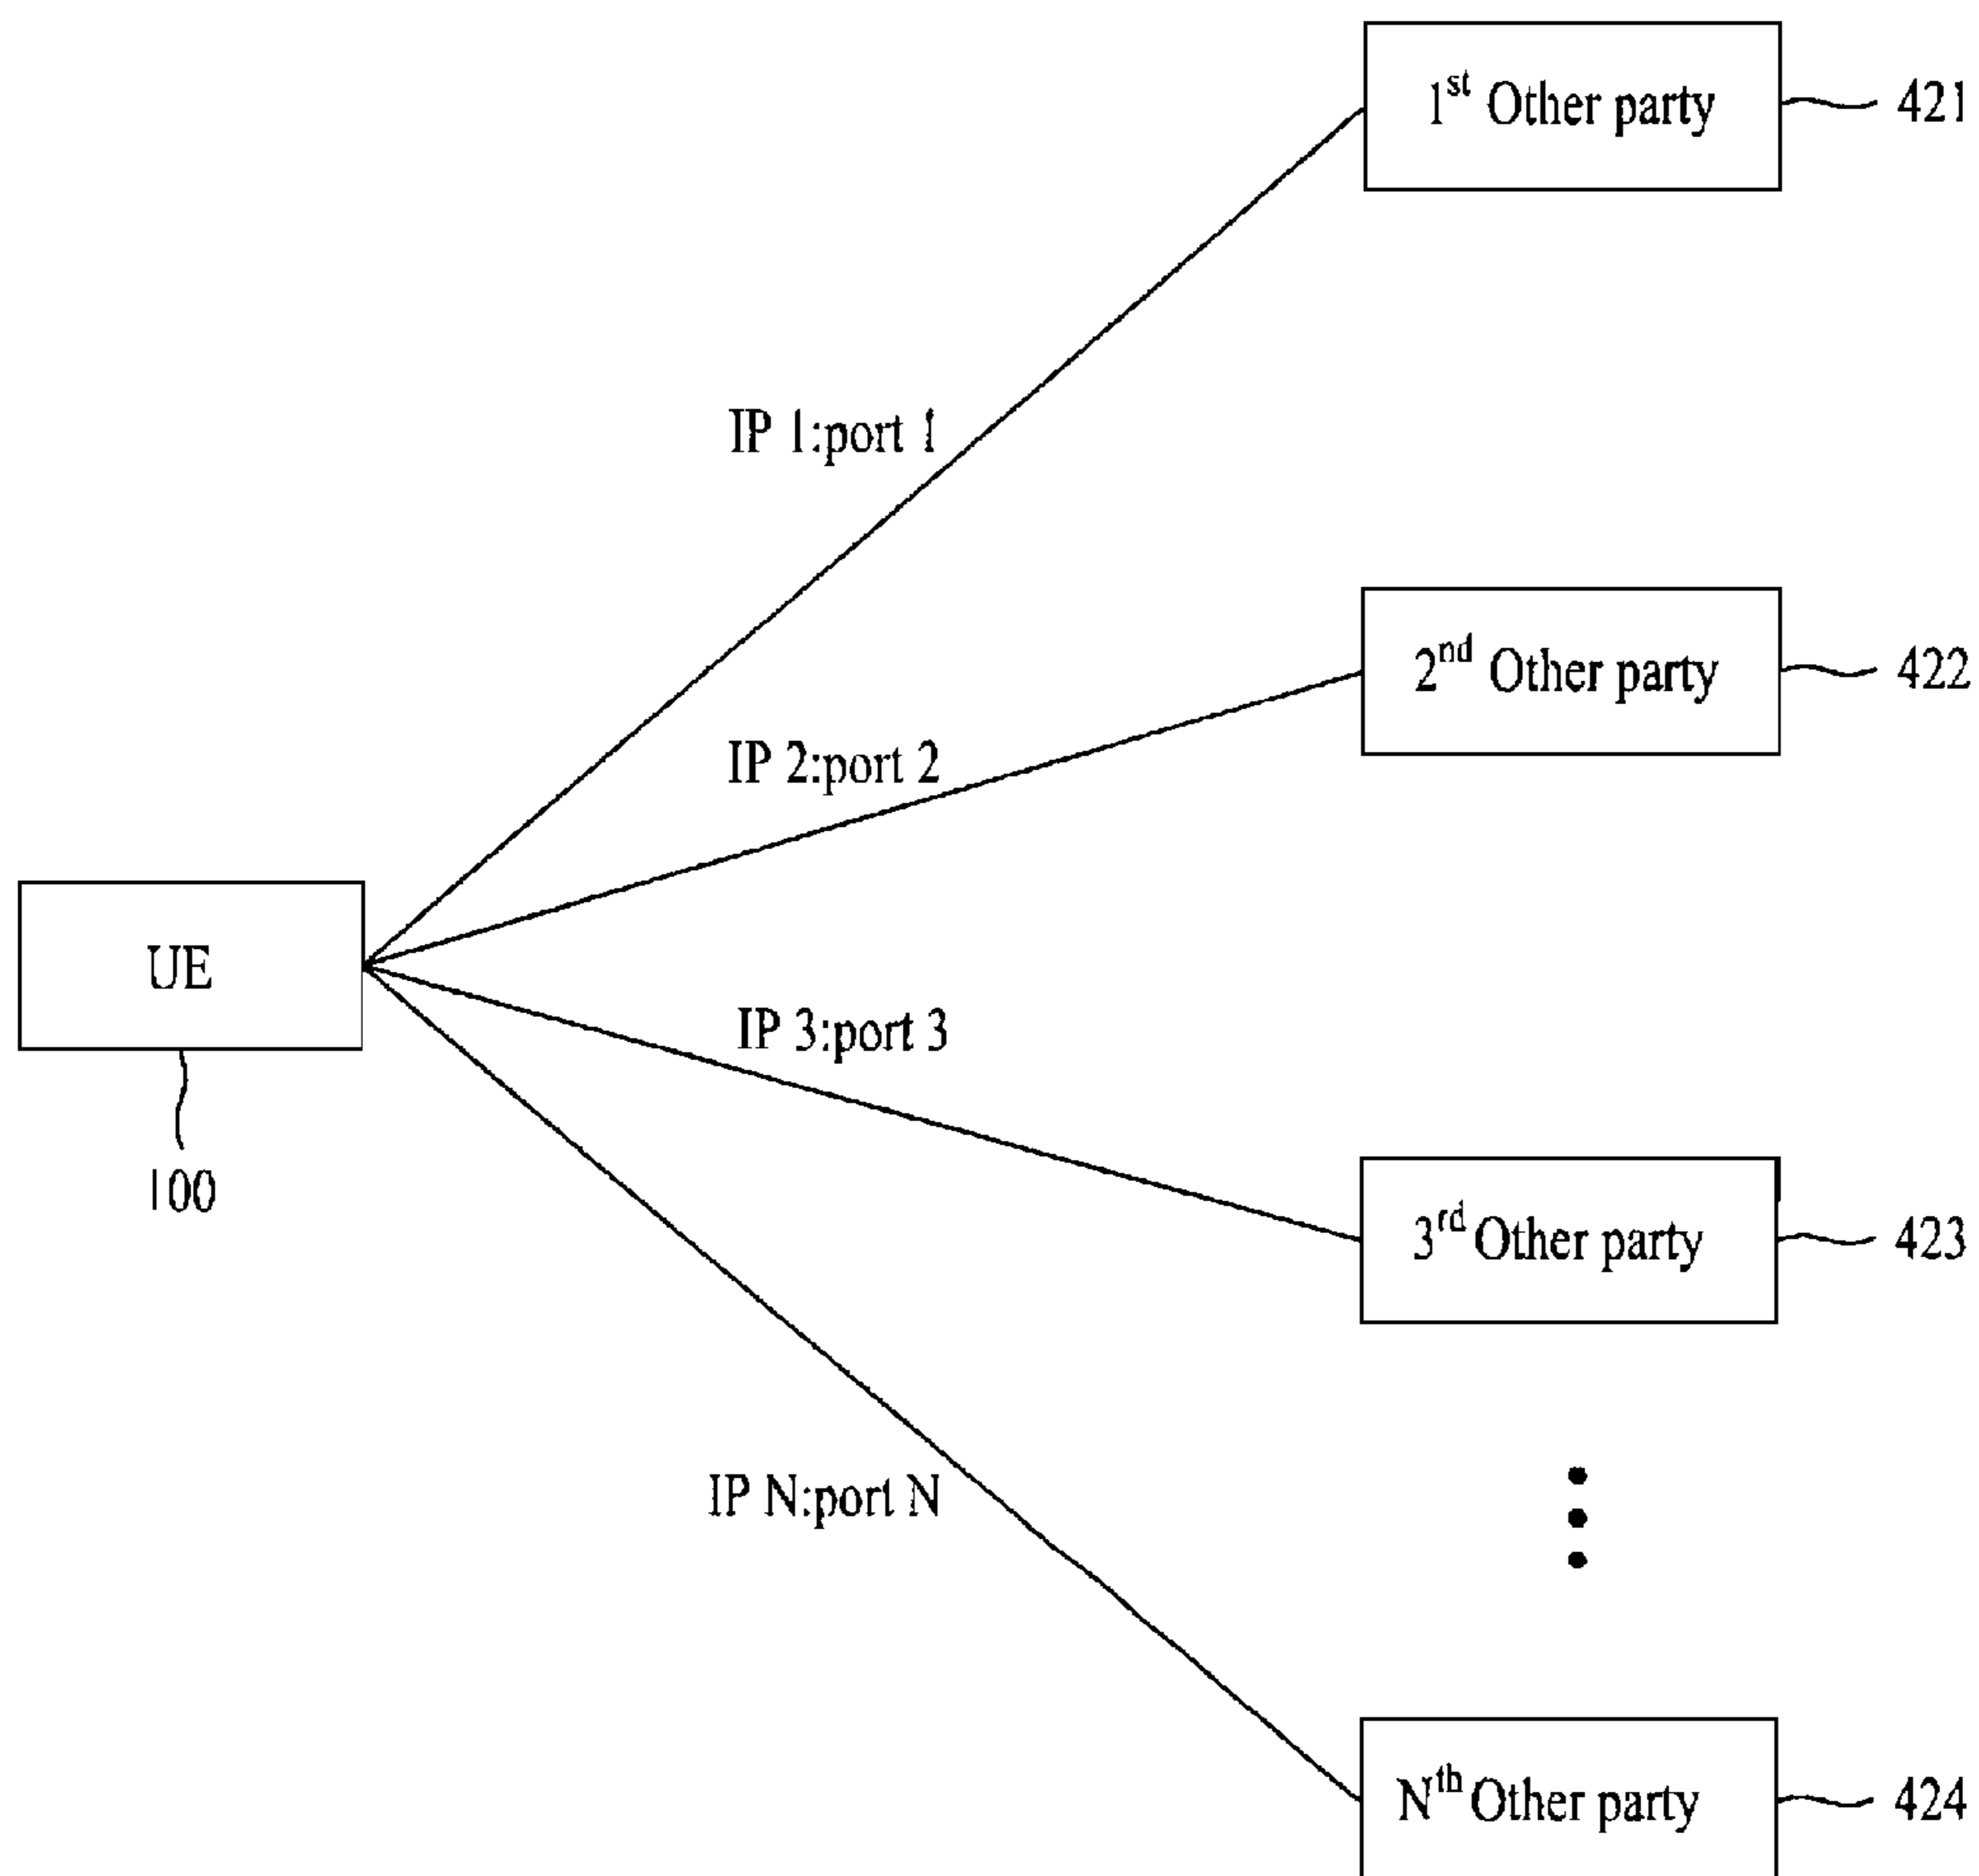 1st Other party
421
IP 1:port 1
2nd Other party
422
IP 2:port 2
UE
100
IP 3:port 3
3rd Other party
423
IP N:port N
Nth Other party
424